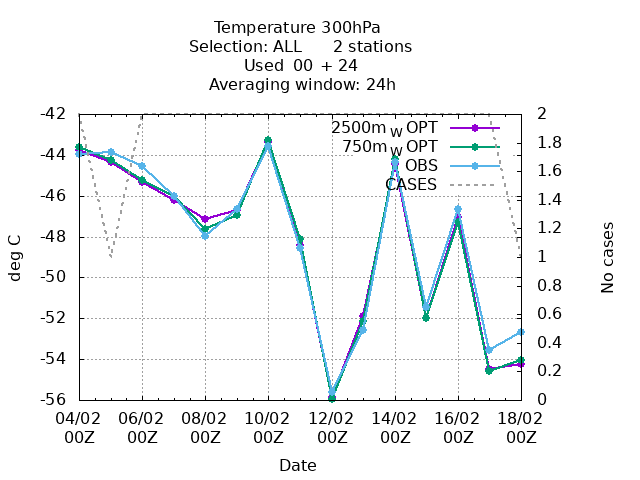 Temperature 300hPa
Selection: ALL 2 stations
Used 00 + 24
Averaging window: 24h
2500m W OPT
750m W OPT
OBS
CASES
deg C
-42
-44
-46
-48
-50
-52
-54
-56
No cases
2
1.8
1.6
1.4
1.2
1
0.8
0.6
0.4
0.2
0
04/02 06/02 08/02 10/02 12/02 14/02 16/02 18/02
00Z 00Z 00Z 00Z 00Z 00Z 00Z 00Z
Date